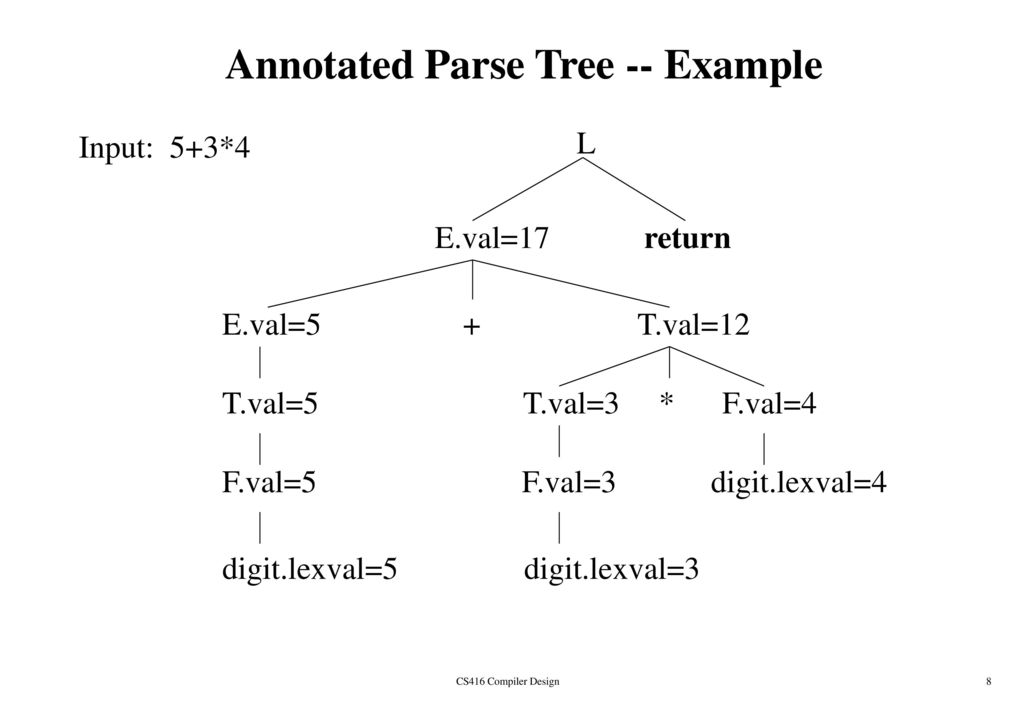 Annotated Parse Tree -- Example
Input: 5+3*4
L
E.val=17 return
E.val=5 + T.val=12
T.val=5 T.val=3 * F.val=4
F.val=5 F.val=3 digit.lexval=4
digit.lexval=5 digit.lexval=3
CS416 Compiler Design 8